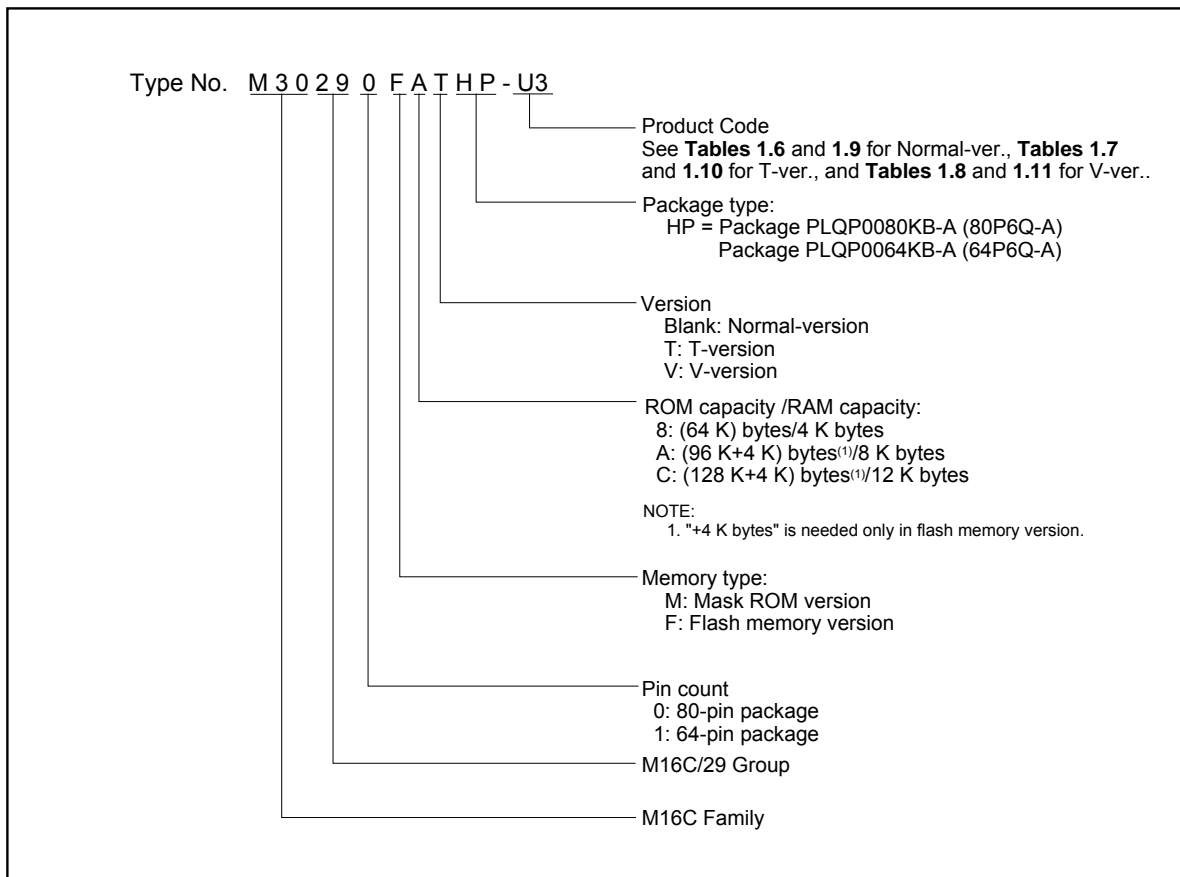 Type No. M 3 0 2 9 0 F A T H P - U3
Product Code
See Tables 1.6 and 1.9 for Normal-ver., Tables 1.7
and 1.10 for T-ver., and Tables 1.8 and 1.11 for V-ver..
Package type:
HP = Package PLQP0080KB-A (80P6Q-A)
Package PLQP0064KB-A (64P6Q-A)
Version
Blank: Normal-version
T: T-version
V: V-version
ROM capacity /RAM capacity:
8: (64 K) bytes/4 K bytes
A: (96 K+4 K) bytes(1)/8 K bytes
C: (128 K+4 K) bytes(1)/12 K bytes
NOTE:
1. "+4 K bytes" is needed only in flash memory version.
Memory type:
M: Mask ROM version
F: Flash memory version
Pin count
0: 80-pin package
1: 64-pin package
M16C/29 Group
M16C Family